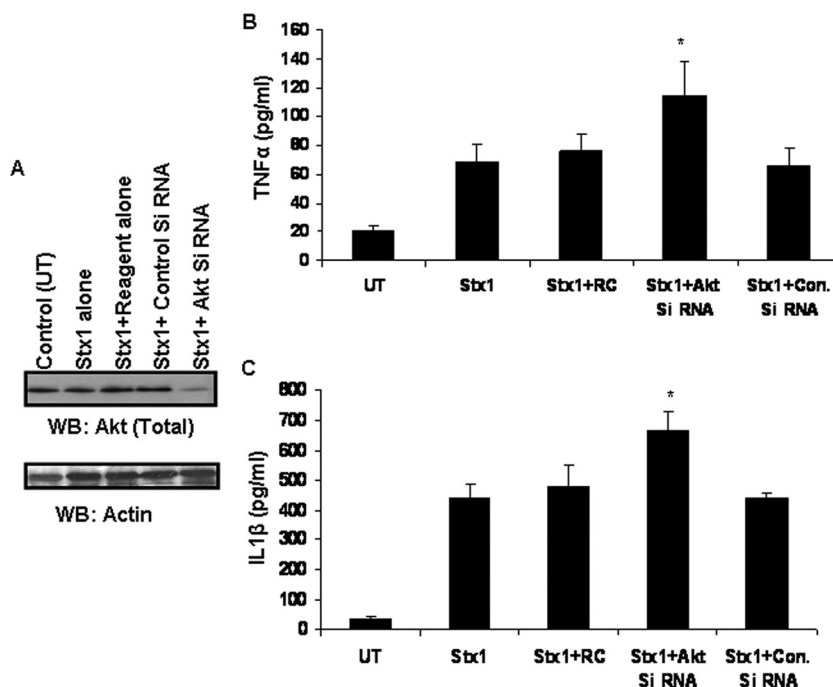 A
Control (UT)
Stx1 alone
Stx1+Reagent alone
Stx1+ Control Si RNA
Stx1+ Akt Si RNA
WB: Akt (Total)
WB: Actin
B
TNFα (pg/ml)
160
140
120
100
80
60
40
20
0
*
UT Stx1 Stx1+RC Stx1+Akt Stx1+Con.
Si RNA Si RNA
C
IL1β (pg/ml)
800
700
600
500
400
300
200
100
0
*
UT Stx1 Stx1+RC Stx1+Akt Stx1+Con.
Si RNA Si RNA